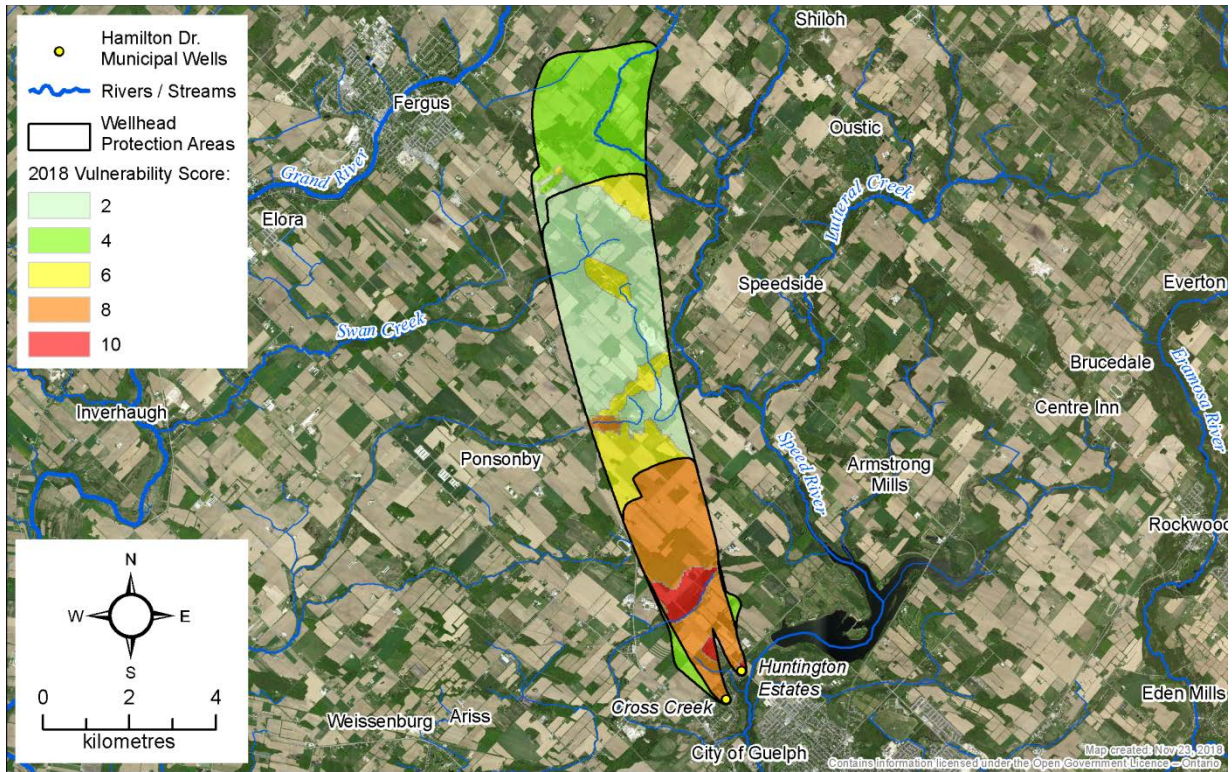 Hamilton Dr.
Municipal Wells
Rivers / Streams
Wellhead
Protection Areas
2018 Vulnerability Score:
2
4
6
8
10
Shiloh
Fergus
Oustic
Grand River
Lutteral Creek
Elora
Speedside
Everton
Swan Creek
Brucedale
Eramosa River
Inverhaugh
Centre Inn
Ponsonby
Speed River
Armstrong
Mills
Rockwood
N
W
E
S
0 2 4
kilometres
Huntington
Estates
Cross Creek
Eden Mills
Weissenburg
Ariss
City of Guelph
Map created: Nov 23, 2018
Contains information licensed under the Open Government Licence – Ontario